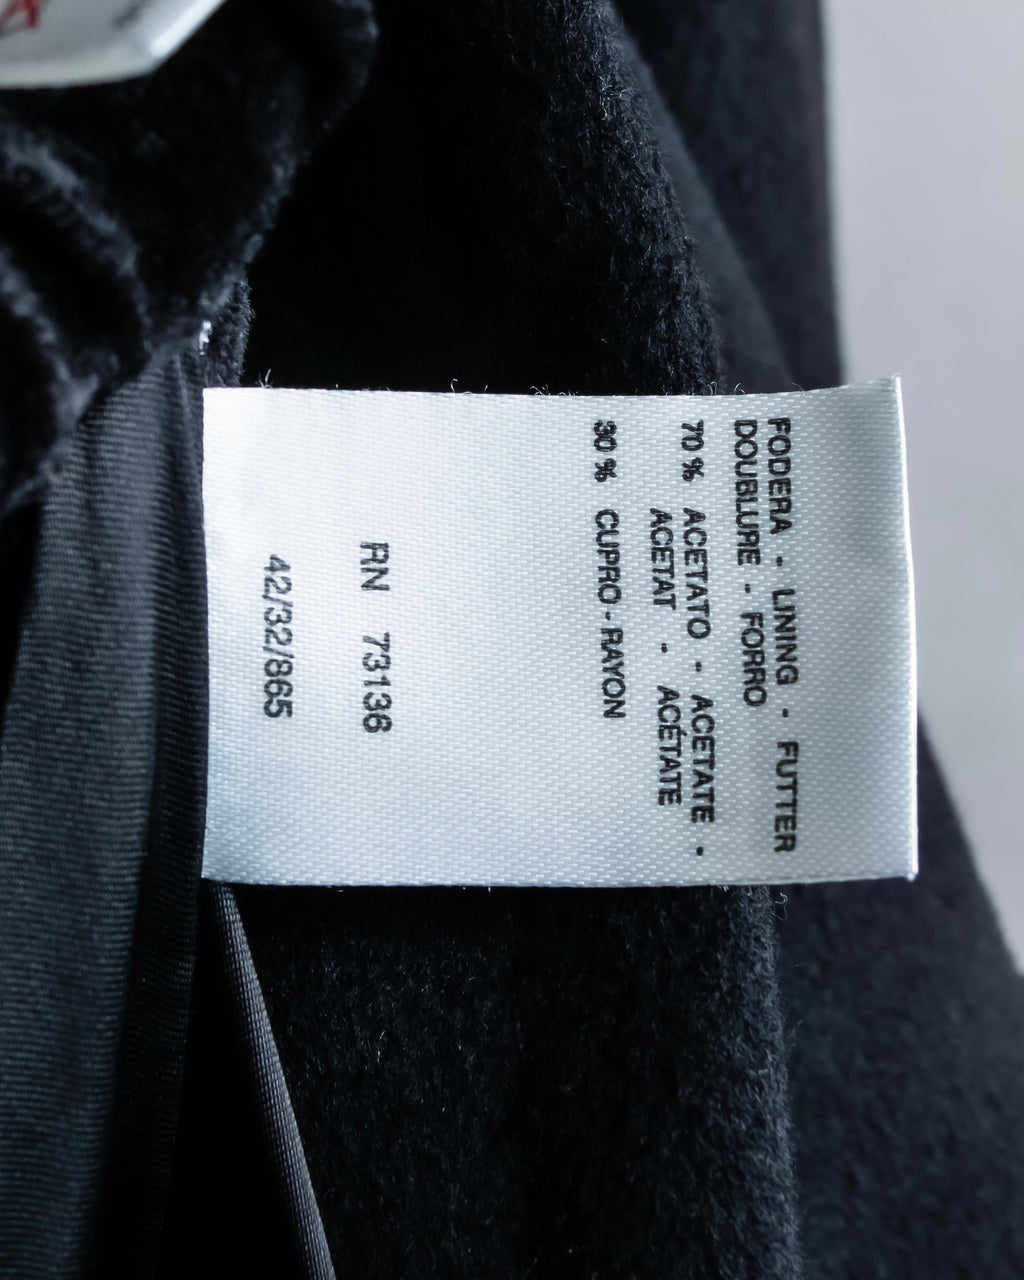 FODERA - LINING - FUTTER
DOUBLURE - FORRO
70 % ACETATO - ACETATE -
ACETAT - ACÉTATE
30 % CUPRO - RAYON
RN 73136
42/32/865